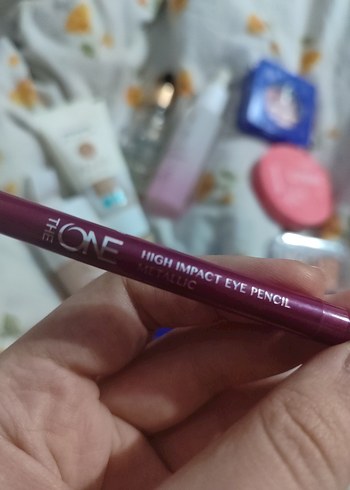 THE ONE
HIGH IMPACT EYE PENCIL
METALLIC